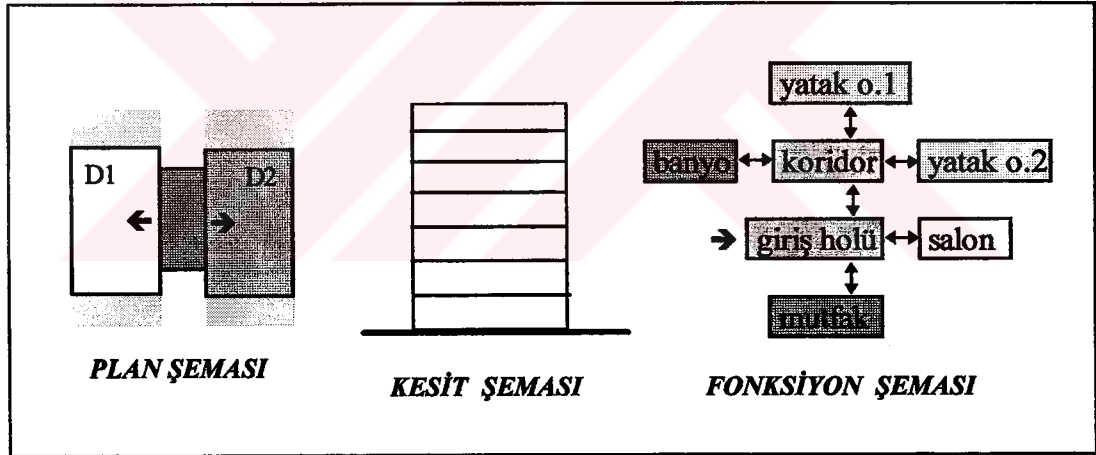 D1
D2
PLAN ŞEMASI
KESİT ŞEMASI
yatak o.1
banyo
koridor
yatak o.2
giriş holü
salon
mutfak
FONKSİYON ŞEMASI